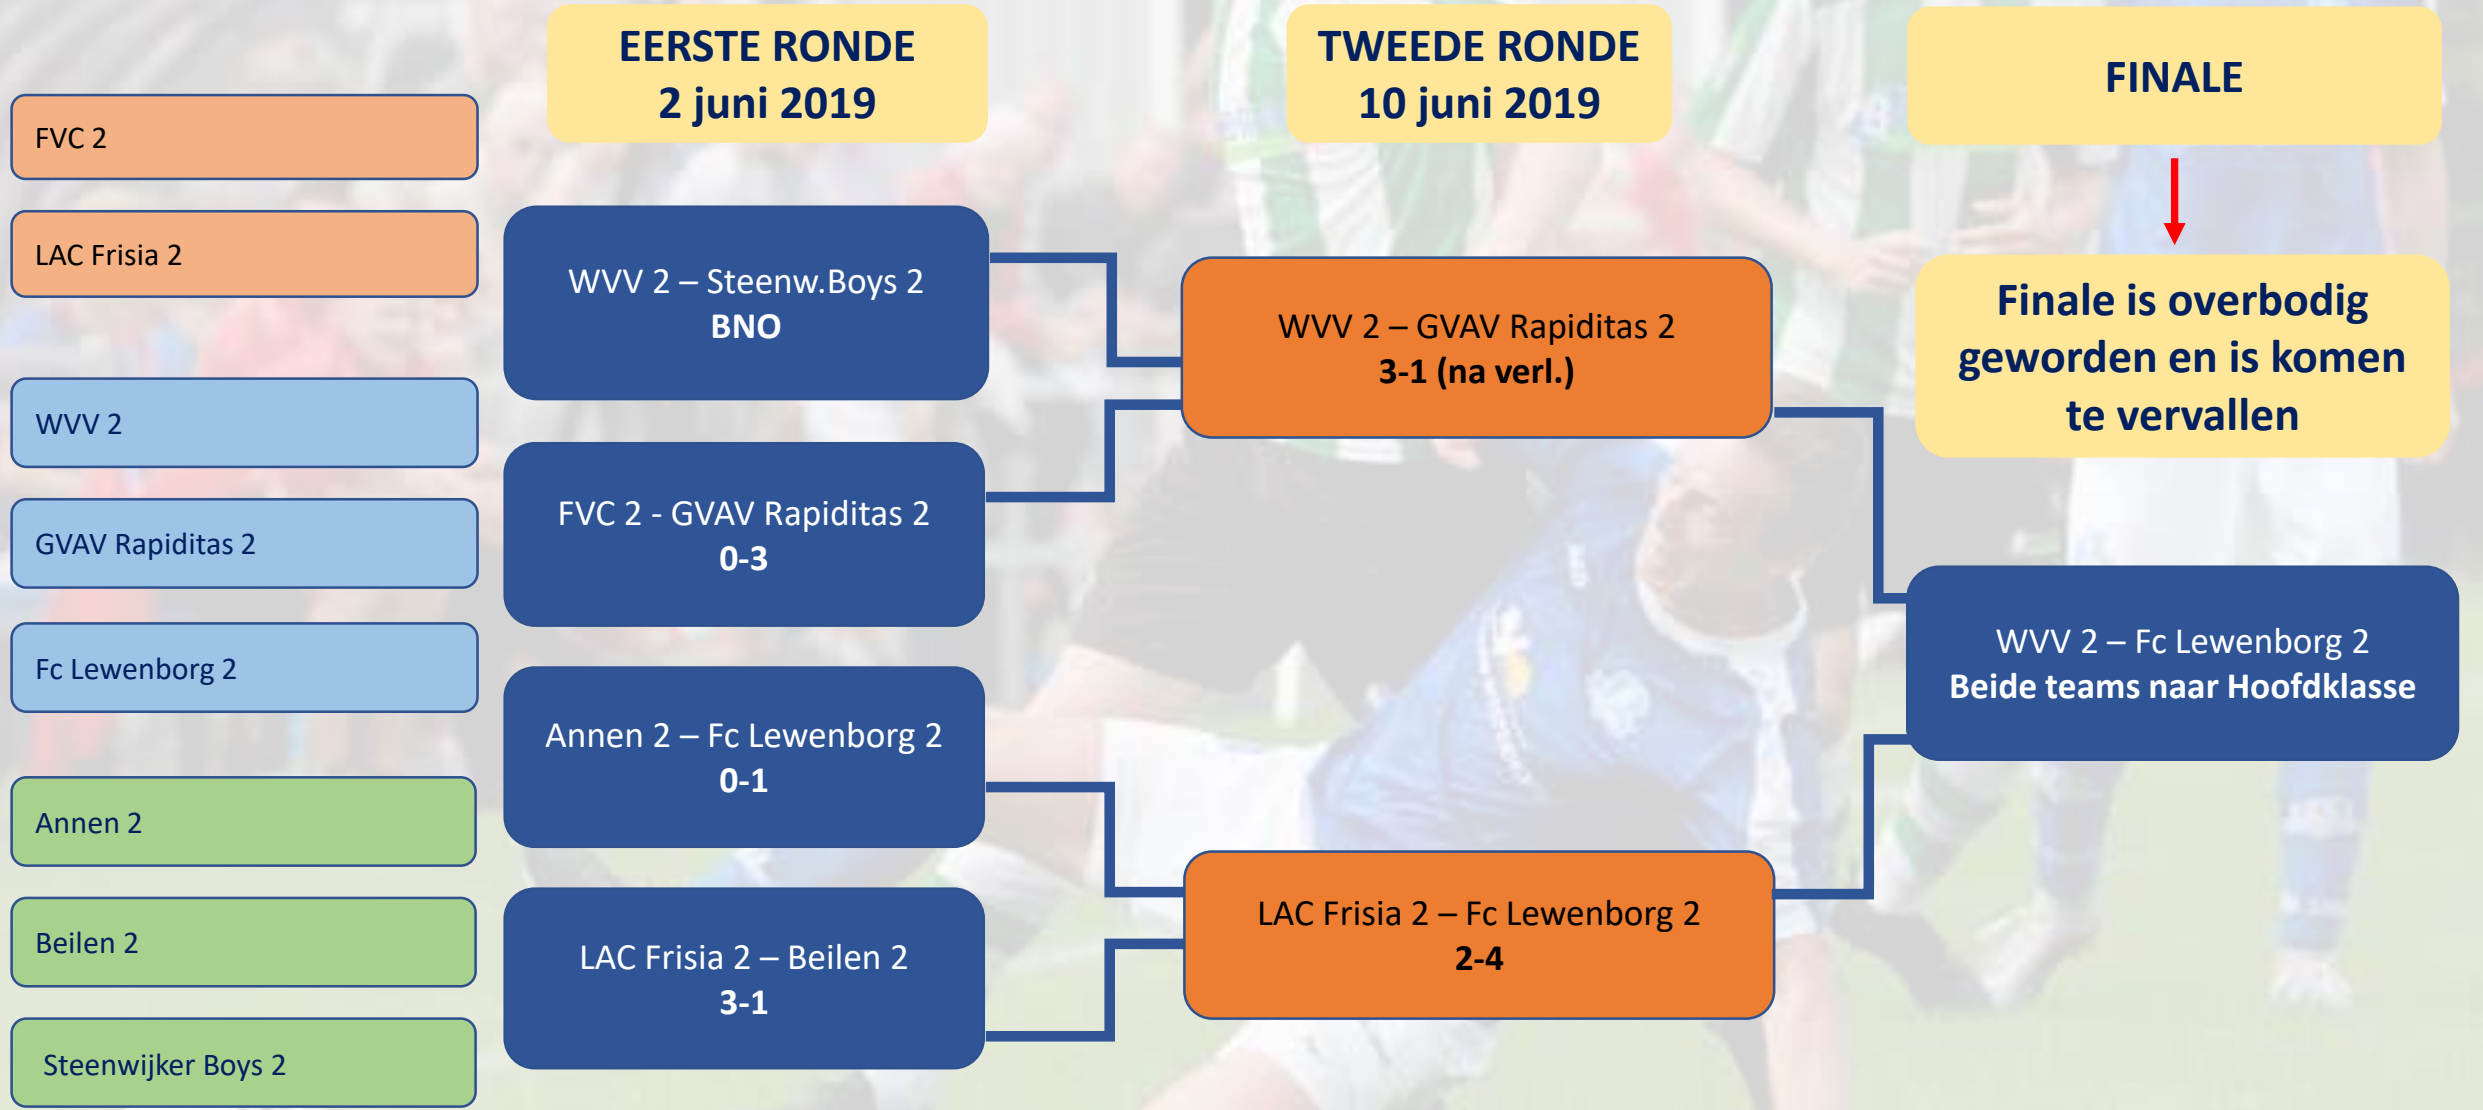 EERSTE RONDE
2 juni 2019
TWEEDE RONDE
10 juni 2019
FINALE
FVC 2
LAC Frisia 2
WVV 2
GVAV Rapiditas 2
Fc Lewenborg 2
Annen 2
Beilen 2
Steenwijker Boys 2
WVV 2 – Steenw.Boys 2
BNO
FVC 2 - GVAV Rapiditas 2
0-3
Annen 2 – Fc Lewenborg 2
0-1
LAC Frisia 2 – Beilen 2
3-1
WVV 2 – GVAV Rapiditas 2
3-1 (na verl.)
LAC Frisia 2 – Fc Lewenborg 2
2-4
Finale is overbodig
geworden en is komen
te vervallen
WVV 2 – Fc Lewenborg 2
Beide teams naar Hoofdklasse